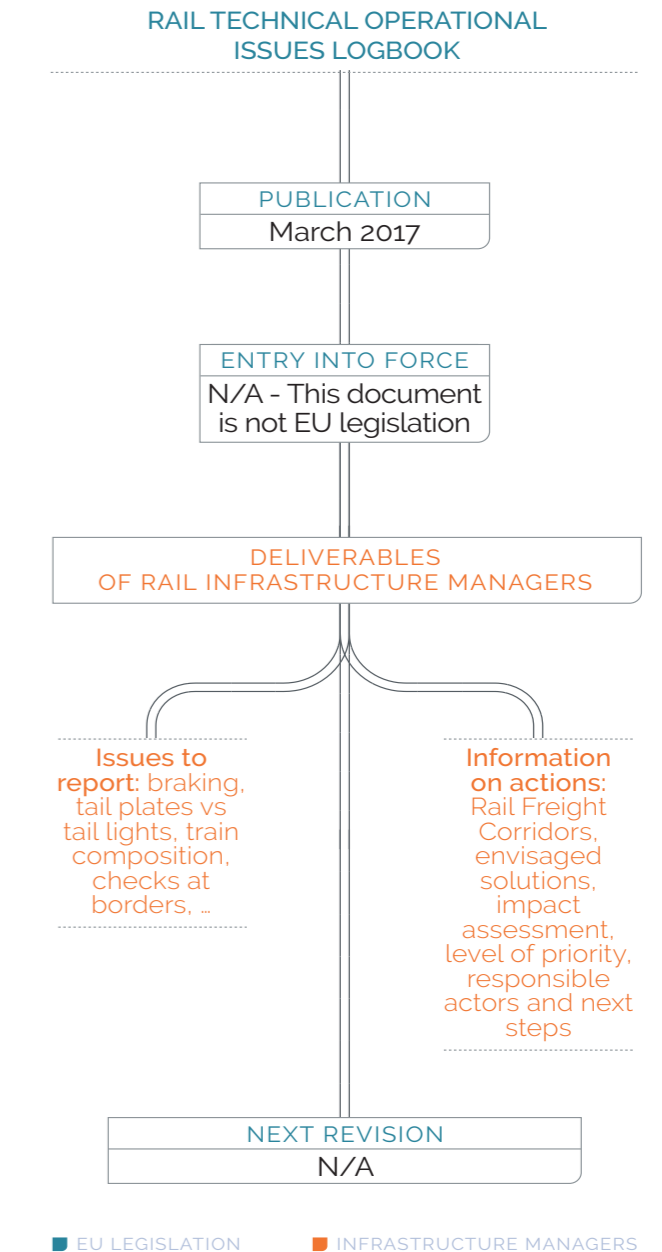 RAIL TECHNICAL OPERATIONAL
ISSUES LOGBOOK
PUBLICATION
March 2017
ENTRY INTO FORCE
N/A - This document
is not EU legislation
DELIVERABLES
OF RAIL INFRASTRUCTURE MANAGERS
Issues to
report: braking,
tail plates vs
tail lights, train
composition,
checks at
borders, …
Information
on actions:
Rail Freight
Corridors,
envisaged
solutions,
impact
assessment,
level of priority,
responsible
actors and next
steps
NEXT REVISION
N/A
EU LEGISLATION
INFRASTRUCTURE MANAGERS